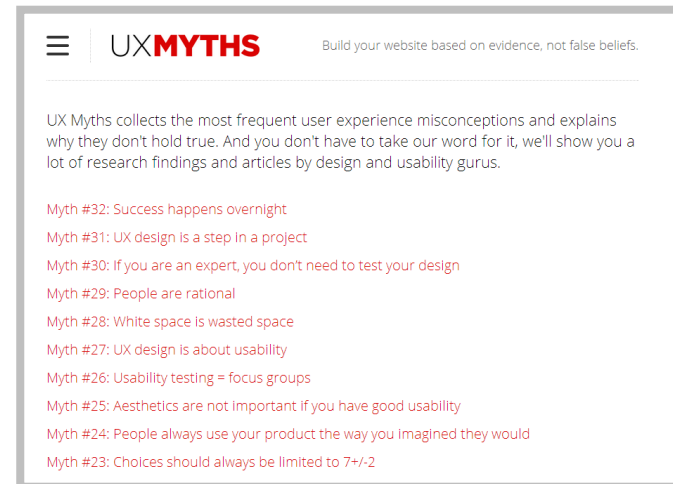 UXMYTHS
Build your website based on evidence, not false beliefs.
UX Myths collects the most frequent user experience misconceptions and explains
why they don't hold true. And you don't have to take our word for it, we'll show you a
lot of research findings and articles by design and usability gurus.
Myth #32: Success happens overnight
Myth #31: UX design is a step in a project
Myth #30: If you are an expert, you don't need to test your design
Myth #29: People are rational
Myth #28: White space is wasted space
Myth #27: UX design is about usability
Myth #26: Usability testing = focus groups
Myth #25: Aesthetics are not important if you have good usability
Myth #24: People always use your product the way you imagined they would
Myth #23: Choices should always be limited to 7+/-2